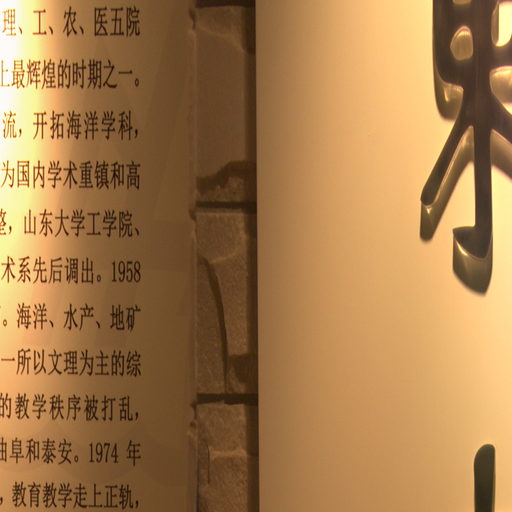 理、工、农、医五院
上最辉煌的时期之一。
流，开拓海洋学科，
为国内学术重镇和高
整，山东大学工学院、
术系先后调出。1958
。海洋、水产、地矿
一所以文理为主的综
的教学秩序被打乱，
曲阜和泰安。1974 年
，教育教学走上正轨，